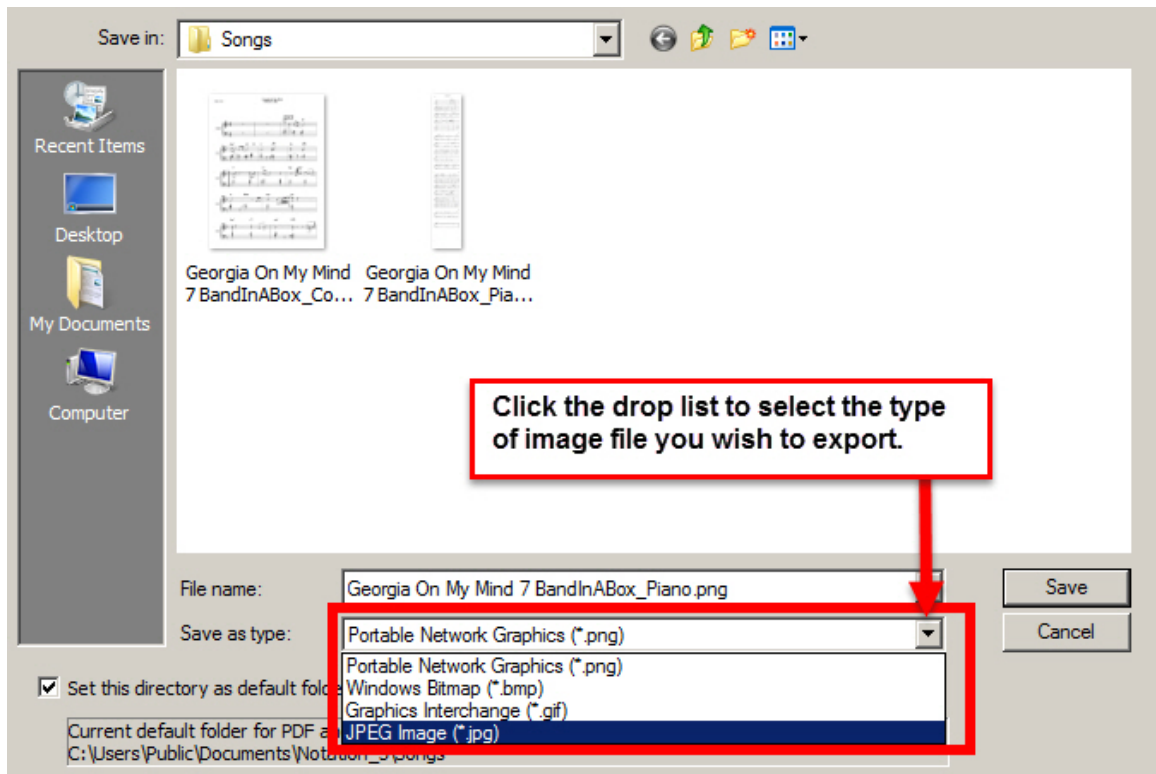 Save in:
Songs
Recent Items
Desktop
My Documents
Computer
Georgia On My Mind
7 BandInABox_Co...
Georgia On My Mind
7 BandInABox_Pia...
Click the drop list to select the type
of image file you wish to export.
File name:
Georgia On My Mind 7 BandInABox_Piano.png
Save
Save as type:
Portable Network Graphics (*.png)
Cancel
Portable Network Graphics (*.png)
Windows Bitmap (*.bmp)
Graphics Interchange (*.gif)
JPEG Image (*.jpg)
Set this directory as default folde
Current default folder for PDF a
C:\Users\Public\Documents\Notation_3\Songs